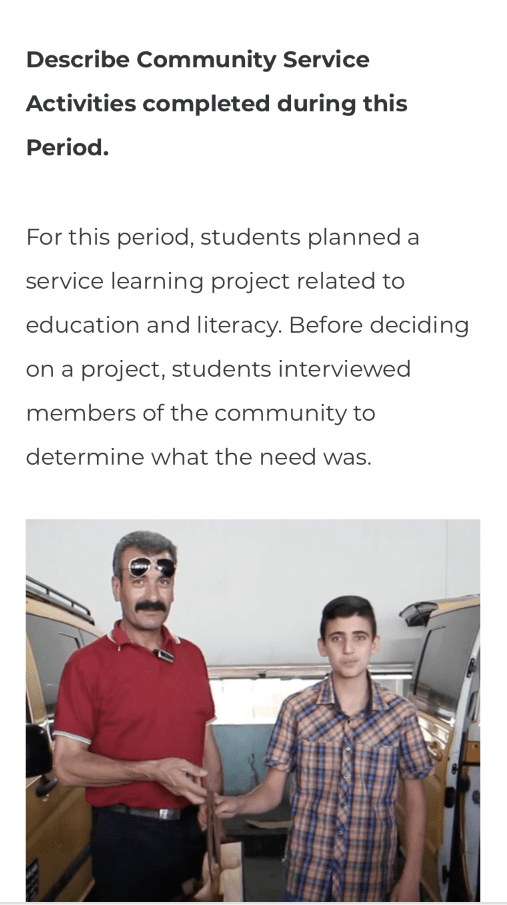 Describe Community Service
Activities completed during this
Period.
For this period, students planned a
service learning project related to
education and literacy. Before deciding
on a project, students interviewed
members of the community to
determine what the need was.